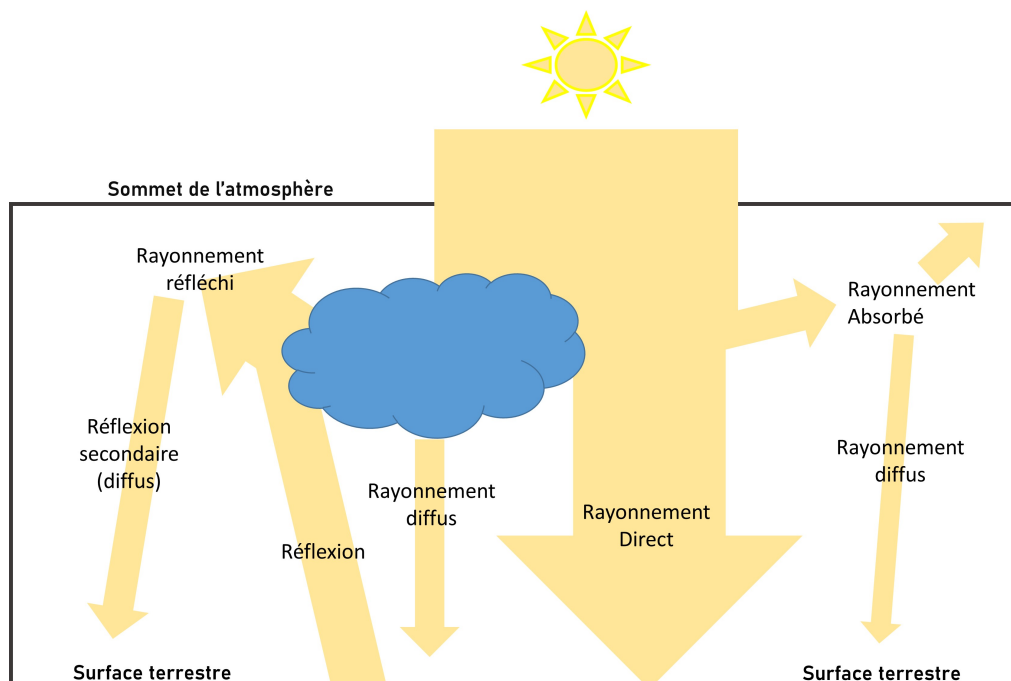 Sommet de l'atmosphère
Rayonnement
réfléchi
Rayonnement
Absorbé
Réflexion
secondaire
(diffus)
Rayonnement
diffus
Réflexion
Rayonnement
Direct
Rayonnement
diffus
Surface terrestre
Surface terrestre